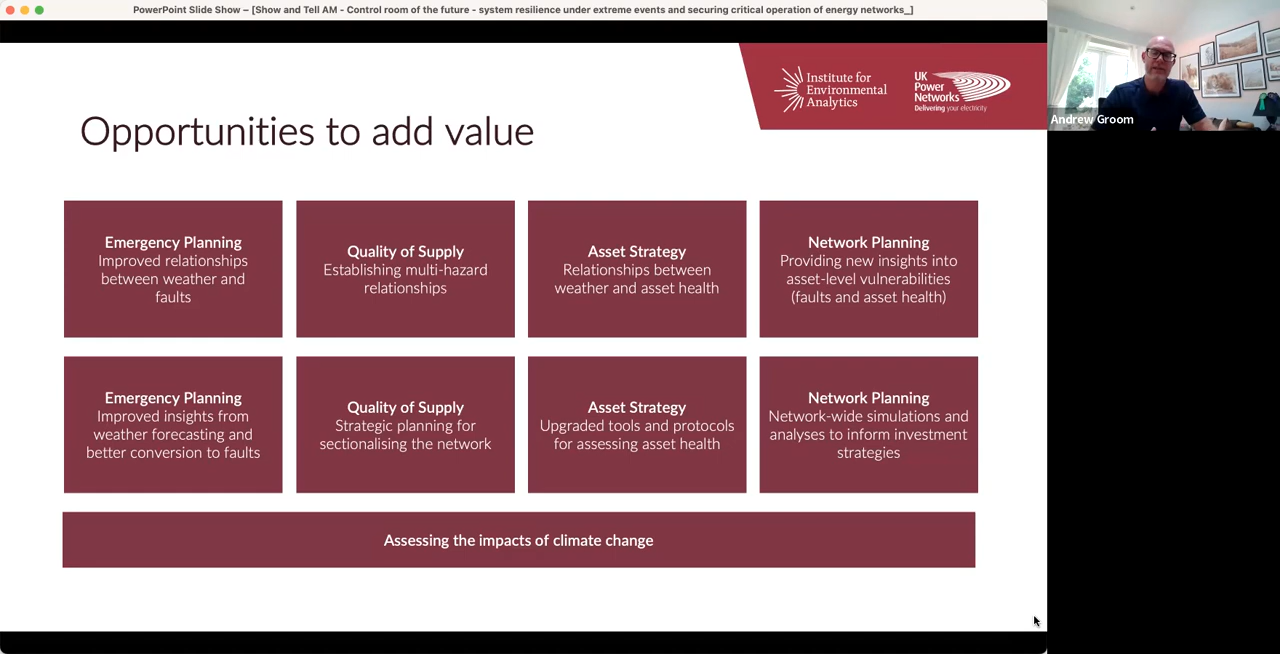 PowerPoint Slide Show – [Show and Tell AM - Control room of the future - system resilience under extreme events and securing critical operation of energy networks_]
Institute for
Environmental
Analytics
UK
Power
Networks
Delivering your electricity
Andrew Groom
Opportunities to add value
Emergency Planning
Improved relationships
between weather and
faults
Quality of Supply
Establishing multi-hazard
relationships
Asset Strategy
Relationships between
weather and asset health
Network Planning
Providing new insights into
asset-level vulnerabilities
(faults and asset health)
Emergency Planning
Improved insights from
weather forecasting and
better conversion to faults
Quality of Supply
Strategic planning for
sectionalising the network
Asset Strategy
Upgraded tools and protocols
for assessing asset health
Network Planning
Network-wide simulations and
analyses to inform investment
strategies
Assessing the impacts of climate change